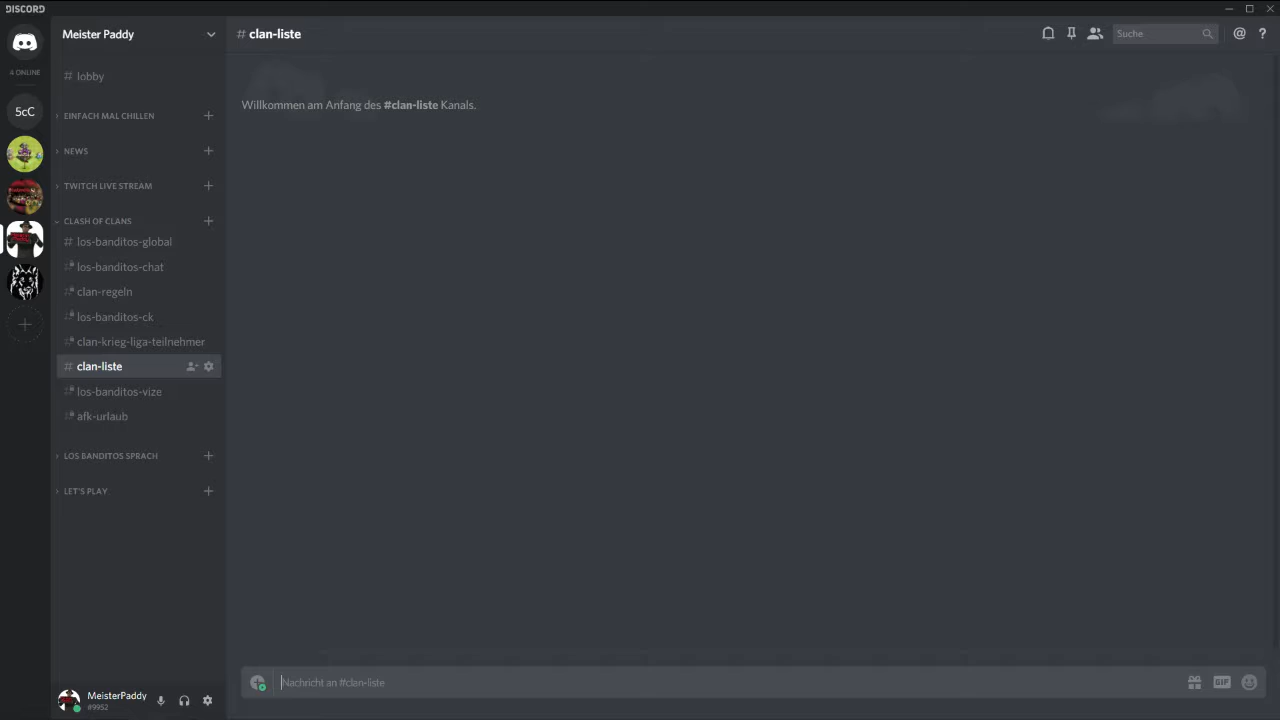 DISCORD
4 ONLINE
5cC
Meister Paddy
# lobby
EINFACH MAL CHILLEN
NEWS
TWITCH LIVE STREAM
CLASH OF CLANS
# los-banditos-global
los-banditos-chat
clan-regeln
los-banditos-ck
clan-krieg-liga-teilnehmer
# clan-liste
los-banditos-vize
afk-urlaub
LOS BANDITOS SPRACH
LET'S PLAY
MeisterPaddy
#9952
# clan-liste
Suche
Willkommen am Anfang des #clan-liste Kanals.
Nachricht an #clan-liste
GIF